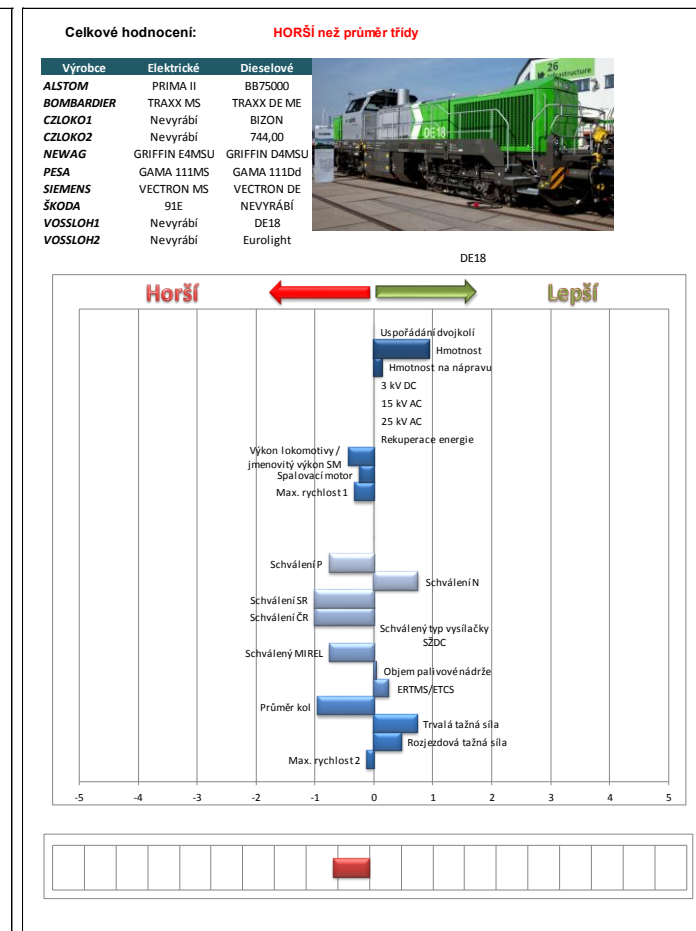 Celkové hodnocení: HORŠÍ než průměr třídy
Výrobce Elektrické Dieselové
ALSTOM PRIMA II BB75000
BOMBARDIER TRAXX MS TRAXX DE ME
CZLOKO1 Nevyrábí BIZON
CZLOKO2 Nevyrábí 744,00
NEWAG GRIFFIN E4MSU GRIFFIN D4MSU
PESA GAMA 111MS GAMA 111Dd
SIEMENS VECTRON MS VECTRON DE
ŠKODA 91E NEVYRÁBÍ
VOSSLOH1 Nevyrábí DE18
VOSSLOH2 Nevyrábí Eurolight
26
infrastructure
DE18
DE18
Horší Lepší
Uspořádání dvojkolí
Hmotnost
Hmotnost na nápravu
3 kV DC
15 kV AC
25 kV AC
Rekuperace energie
Výkon lokomotivy /
jmenovitý výkon SM
Spalovací motor
Max. rychlost 1
Schválení P
Schválení N
Schválení SR
Schválení ČR
Schválený typ vysílačky
SŽDC
Schválený MIREL
Objem palivové nádrže
ERTMS/ETCS
Průměr kol
Trvalá tažná síla
Rozjezdová tažná síla
Max. rychlost 2
-5 -4 -3 -2 -1 0 1 2 3 4 5